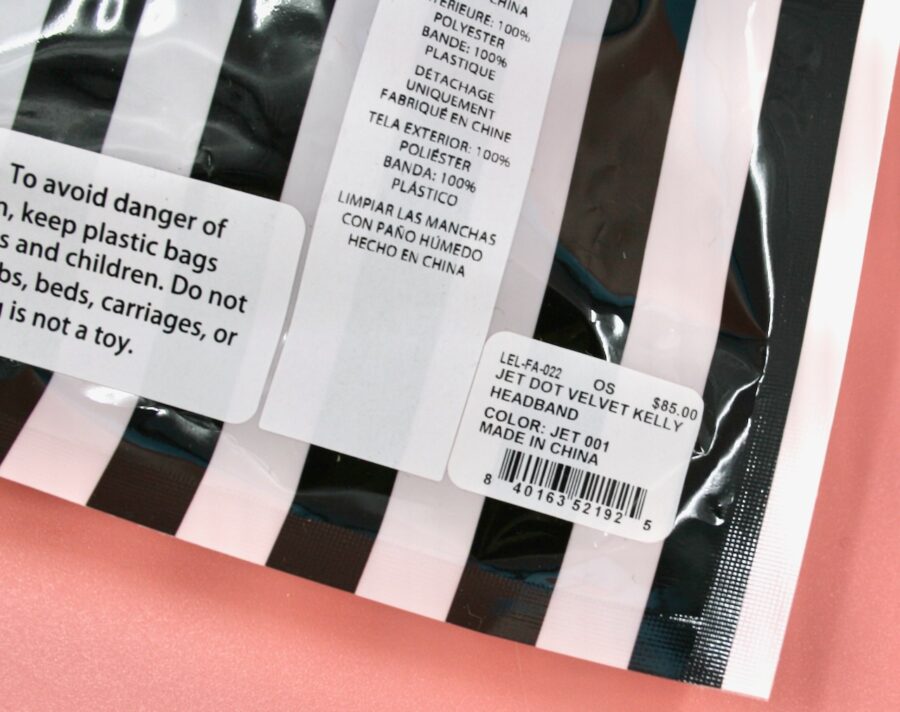 To avoid danger of
keep plastic bags
and children. Do not
beds, carriages, or
is not a toy.
CHINA
100%
POLYESTER
BANDE: 100%
PLASTIQUE
DÉTACHAGE
UNIQUEMENT
FABRIQUÉ EN CHINE
TELA EXTERIOR: 100%
POLIÉSTER
BANDA: 100%
PLÁSTICO
LIMPIAR LAS MANCHAS
CON PAÑO HÚMEDO
HECHO EN CHINA
LEL-FA-022 OS $85.00
JET DOT VELVET KELLY
HEADBAND
COLOR: JET 001
MADE IN CHINA
8 40163 52192 5